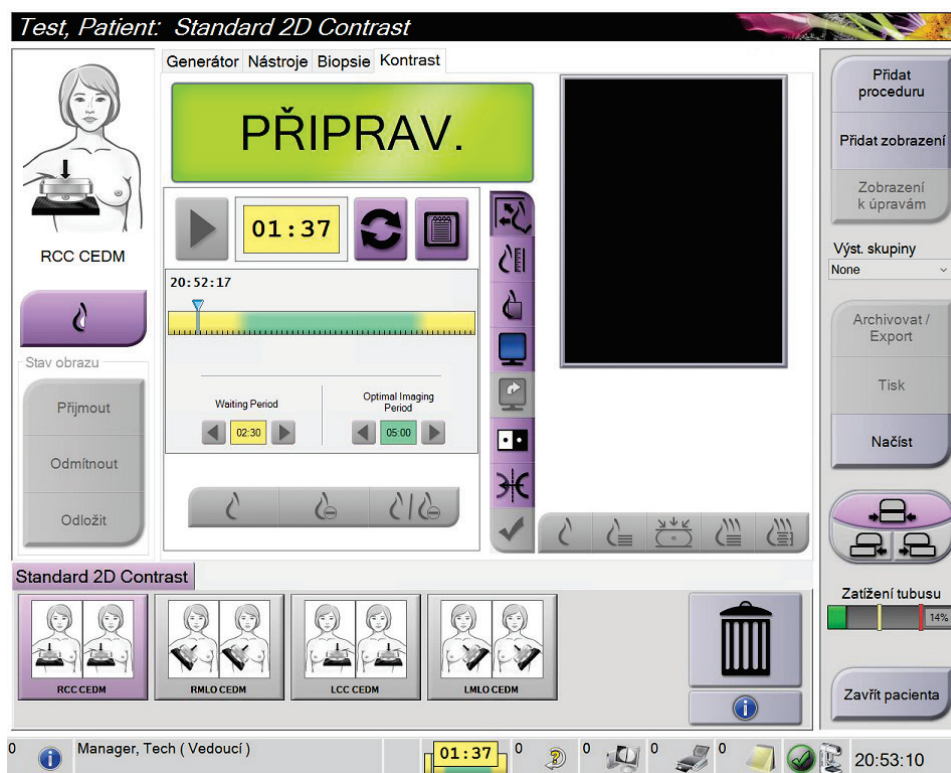 Test, Patient: Standard 2D Contrast
Generátor Nástroje Biopsie Kontrast
PŘIPRAV.
01:37
20:52:17
Waiting Period
02:30
Optimal Imaging
Period
05:00
RCC CEDM
Stav obrazu
Přijmout
Odmítnout
Odložit
Přidat
proceduru
Přidat zobrazení
Zobrazení
k úpravám
Výst. skupiny
None
Archivovat /
Export
Tisk
Načíst
Zatížení tubusu
14%
Zavřít pacienta
Standard 2D Contrast
RCC CEDM
RMLO CEDM
LCC CEDM
LMLO CEDM
0
Manager, Tech ( Vedoucí )
01:37
0
0
0
0
20:53:10